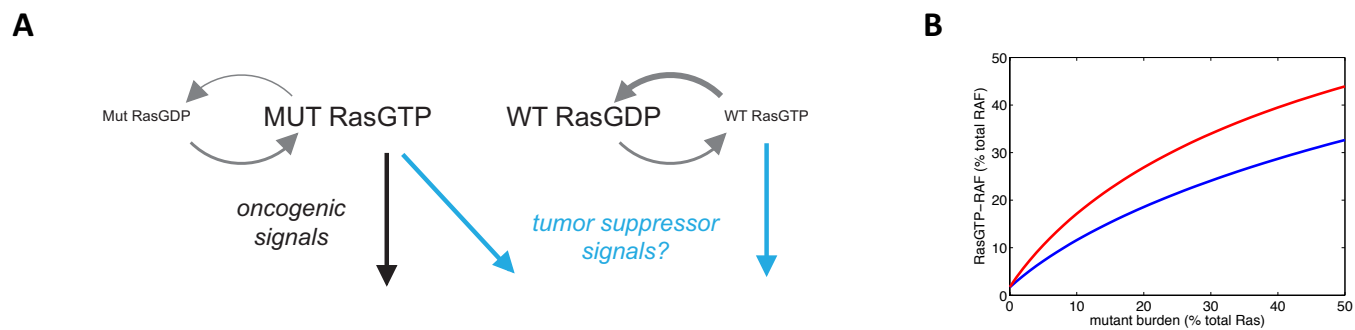 A
Mut RasGDP
MUT RasGTP
WT RasGDP
WT RasGTP
oncogenic
signals
tumor suppressor
signals?
B
RasGTP-RAF (% total RAF)
50
40
30
20
10
0
0 10 20 30 40 50
mutant burden (% total Ras)